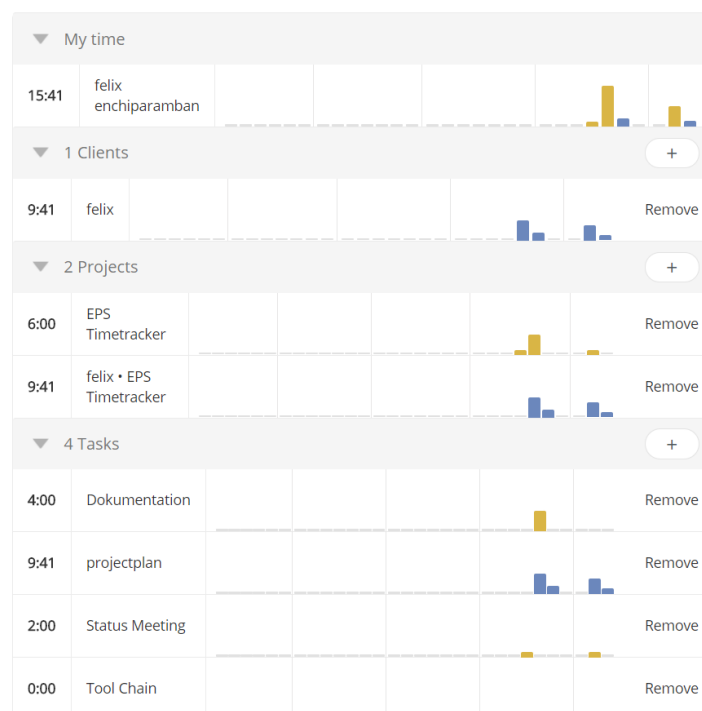 My time
15:41
felix
enchiparamban
1 Clients
+
9:41
felix
Remove
2 Projects
+
6:00
EPS
Timetracker
Remove
9:41
felix • EPS
Timetracker
Remove
4 Tasks
+
4:00
Dokumentation
Remove
9:41
projectplan
Remove
2:00
Status Meeting
Remove
0:00
Tool Chain
Remove